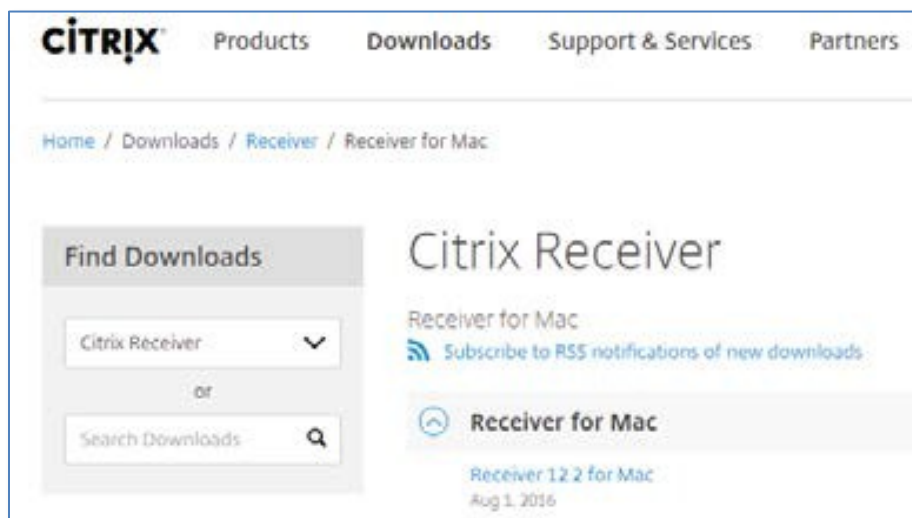 CİTRIX Products Downloads Support & Services Partners
Home / Downloads / Receiver / Receiver for Mac
Find Downloads
Citrix Receiver
or
Search Downloads
Citrix Receiver
Receiver for Mac
Subscribe to RSS notifications of new downloads
Receiver for Mac
Receiver 12.2 for Mac
Aug 1, 2016